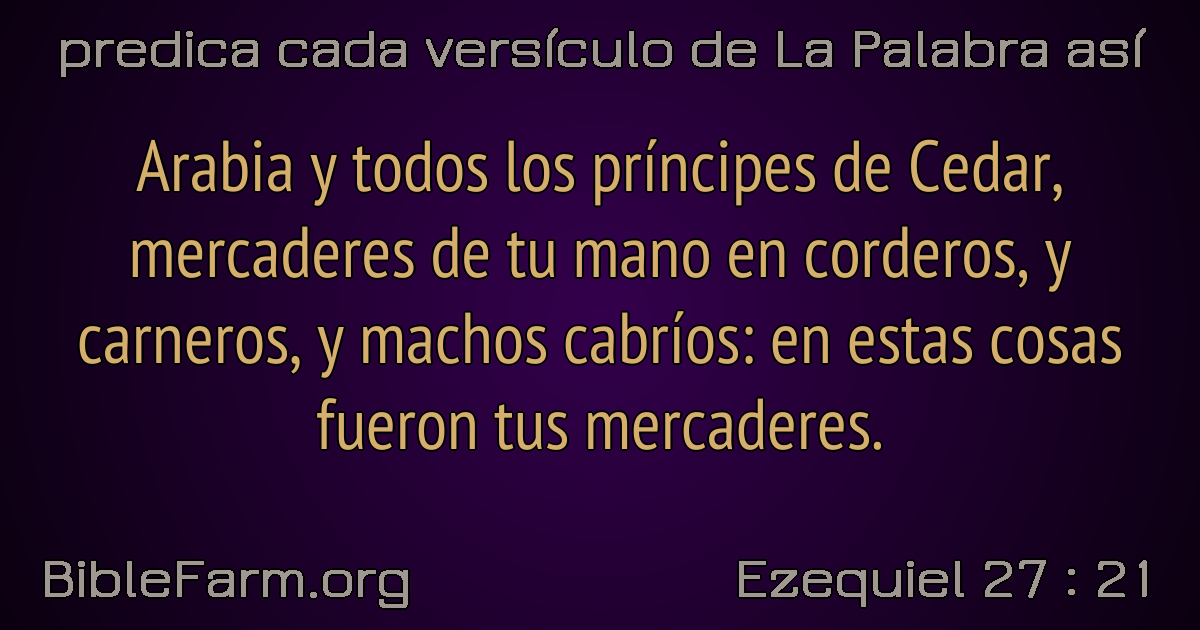 predica cada versículo de La Palabra así
Arabia y todos los príncipes de Cedar,
mercaderes de tu mano en corderos, y
carneros, y machos cabríos: en estas cosas
fueron tus mercaderes.
BibleFarm.org
Ezequiel 27 : 21